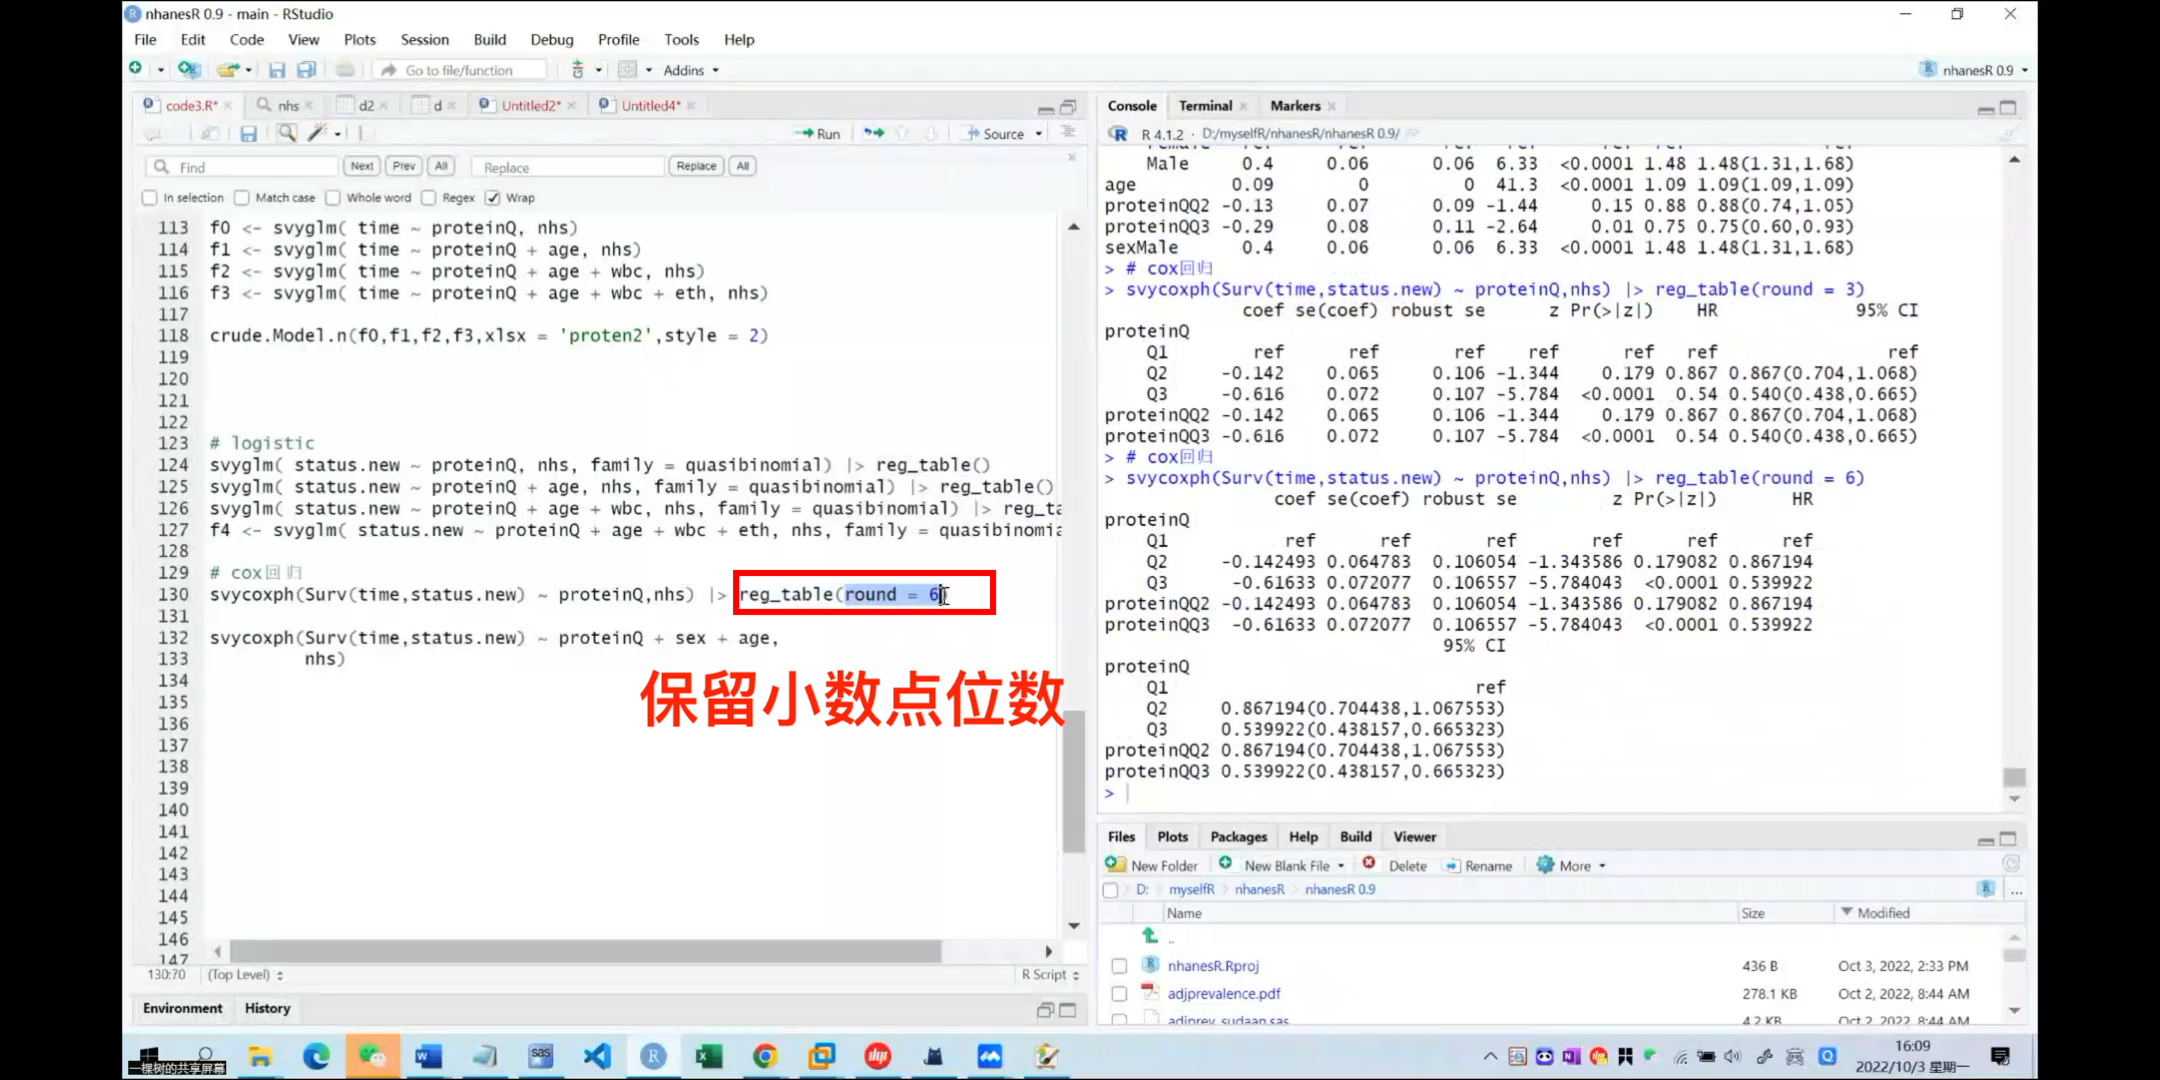 nhanesR 0.9 - main - RStudio
File Edit Code View Plots Session Build Debug Profile Tools Help
Go to file/function
Addins
nhanesR 0.9
code3.R* nhs d2 d Untitled2* Untitled4*
Run Source
Find Next Prev All Replace Replace All
In selection Match case Whole word Regex Wrap
113 f0 <- svyglm( time ~ proteinQ, nhs)
114 f1 <- svyglm( time ~ proteinQ + age, nhs)
115 f2 <- svyglm( time ~ proteinQ + age + wbc, nhs)
116 f3 <- svyglm( time ~ proteinQ + age + wbc + eth, nhs)
117
118 crude.Model.n(f0,f1,f2,f3,xlsx = 'proten2',style = 2)
119
120
121
122
123 # logistic
124 svyglm( status.new ~ proteinQ, nhs, family = quasibinomial) |> reg_table()
125 svyglm( status.new ~ proteinQ + age, nhs, family = quasibinomial) |> reg_table()
126 svyglm( status.new ~ proteinQ + age + wbc, nhs, family = quasibinomial) |> reg_ta
127 f4 <- svyglm( status.new ~ proteinQ + age + wbc + eth, nhs, family = quasibinomia
128
129 # cox回归
130 svycoxph(Surv(time,status.new) ~ proteinQ,nhs) |> reg_table(round = 6)
131
132 svycoxph(Surv(time,status.new) ~ proteinQ + sex + age,
133 nhs)
134
135
136
137
138
139
140
141
142
143
144
145
146
147
保留小数点位数
130:70 (Top Level) R Script
Environment History
Console Terminal Markers
R 4.1.2 · D:/myselfR/nhanesR/nhanesR 0.9/
Male 0.4 0.06 0.06 6.33 <0.0001 1.48 1.48(1.31,1.68)
age 0.09 0 0 41.3 <0.0001 1.09 1.09(1.09,1.09)
proteinQQ2 -0.13 0.07 0.09 -1.44 0.15 0.88 0.88(0.74,1.05)
proteinQQ3 -0.29 0.08 0.11 -2.64 0.01 0.75 0.75(0.60,0.93)
sexMale 0.4 0.06 0.06 6.33 <0.0001 1.48 1.48(1.31,1.68)
> # cox回归
> svycoxph(Surv(time,status.new) ~ proteinQ,nhs) |> reg_table(round = 3)
coef se(coef) robust se z Pr(>|z|) HR 95% CI
proteinQ
Q1 ref ref ref ref ref ref ref
Q2 -0.142 0.065 0.106 -1.344 0.179 0.867 0.867(0.704,1.068)
Q3 -0.616 0.072 0.107 -5.784 <0.0001 0.54 0.540(0.438,0.665)
proteinQQ2 -0.142 0.065 0.106 -1.344 0.179 0.867 0.867(0.704,1.068)
proteinQQ3 -0.616 0.072 0.107 -5.784 <0.0001 0.54 0.540(0.438,0.665)
> # cox回归
> svycoxph(Surv(time,status.new) ~ proteinQ,nhs) |> reg_table(round = 6)
coef se(coef) robust se z Pr(>|z|) HR
proteinQ
Q1 ref ref ref ref ref ref
Q2 -0.142493 0.064783 0.106054 -1.343586 0.179082 0.867194
Q3 -0.61633 0.072077 0.106557 -5.784043 <0.0001 0.539922
proteinQQ2 -0.142493 0.064783 0.106054 -1.343586 0.179082 0.867194
proteinQQ3 -0.61633 0.072077 0.106557 -5.784043 <0.0001 0.539922
95% CI
proteinQ
Q1 ref
Q2 0.867194(0.704438,1.067553)
Q3 0.539922(0.438157,0.665323)
proteinQQ2 0.867194(0.704438,1.067553)
proteinQQ3 0.539922(0.438157,0.665323)
>
Files Plots Packages Help Build Viewer
New Folder New Blank File Delete Rename More
D: myselfR nhanesR nhanesR 0.9
Name Size Modified
..
nhanesR.Rproj 436 B Oct 3, 2022, 2:33 PM
adjprevalence.pdf 278.1 KB Oct 2, 2022, 8:44 AM
adjprev_sudaan.sas 4.2 KB Oct 2, 2022, 8:44 AM
一棵树的共享屏幕
16:09
2022/10/3 星期一